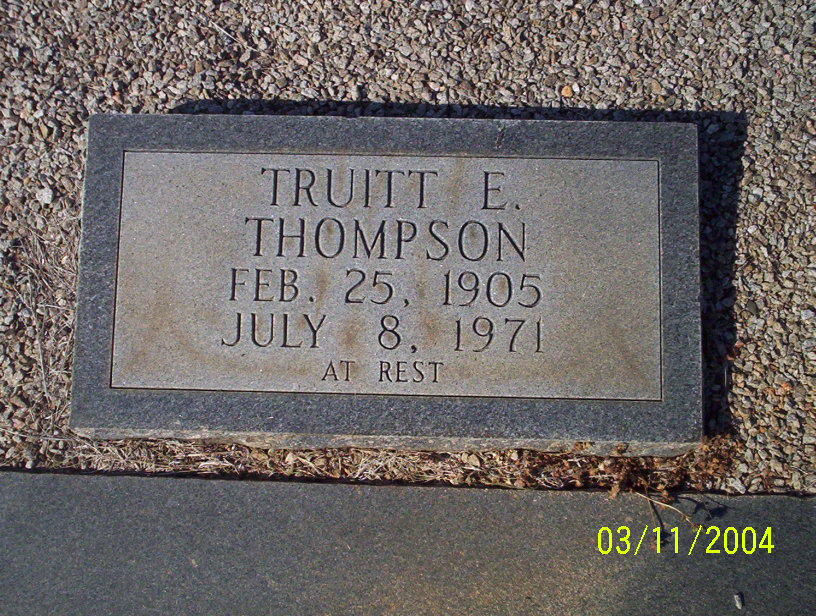 TRUITT E.
THOMPSON
FEB. 25, 1905
JULY 8, 1971
AT REST
03/11/2004